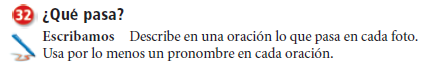 32 ¿Qué pasa?
Escribamos Describe en una oración lo que pasa en cada foto.
Usa por lo menos un pronombre en cada oración.